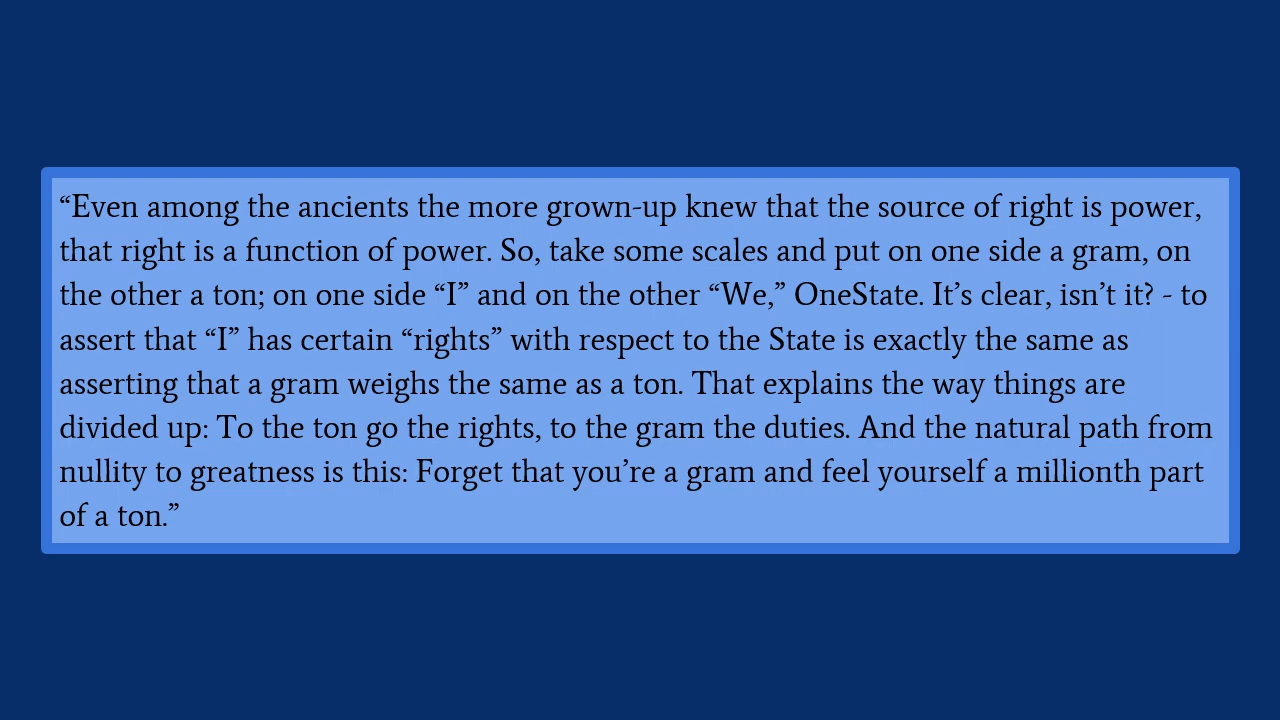 “Even among the ancients the more grown-up knew that the source of right is power,
that right is a function of power. So, take some scales and put on one side a gram, on
the other a ton; on one side “I” and on the other “We,” OneState. It’s clear, isn’t it? - to
assert that “I” has certain “rights” with respect to the State is exactly the same as
asserting that a gram weighs the same as a ton. That explains the way things are
divided up: To the ton go the rights, to the gram the duties. And the natural path from
nullity to greatness is this: Forget that you’re a gram and feel yourself a millionth part
of a ton.”